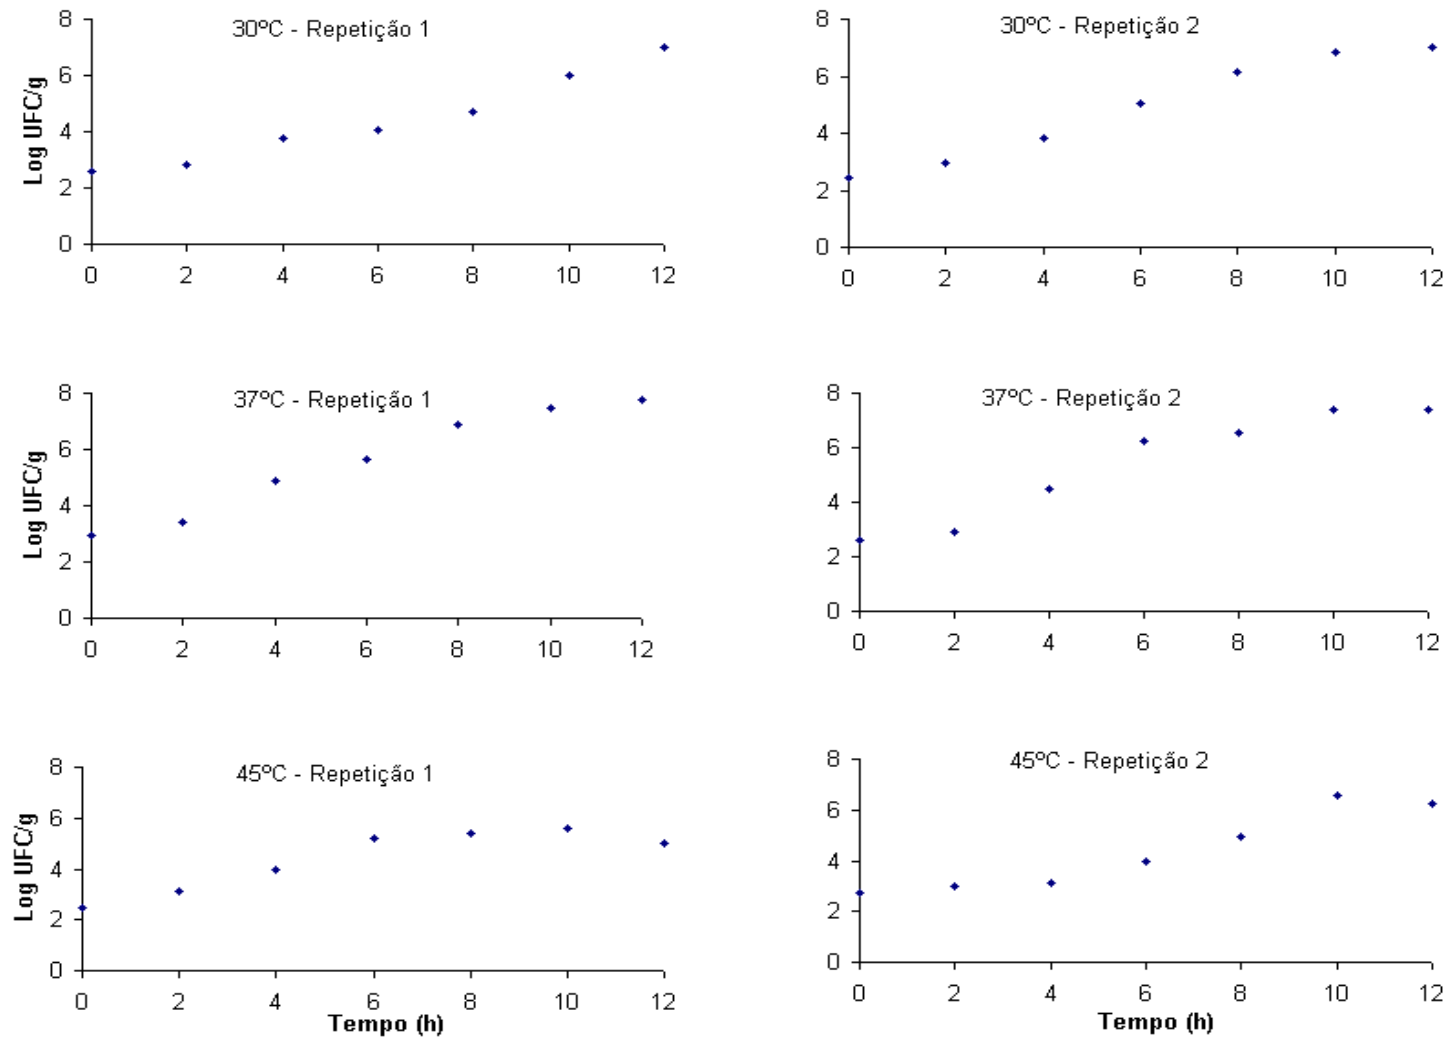 30ºC - Repetição 1
Log UFC/g
8
6
4
2
0
0 2 4 6 8 10 12
30ºC - Repetição 2
8
6
4
2
0
0 2 4 6 8 10 12
37ºC - Repetição 1
Log UFC/g
8
6
4
2
0
0 2 4 6 8 10 12
37ºC - Repetição 2
8
6
4
2
0
0 2 4 6 8 10 12
45ºC - Repetição 1
Log UFC/g
8
6
4
2
0
0 2 4 6 8 10 12
Tempo (h)
45ºC - Repetição 2
8
6
4
2
0
0 2 4 6 8 10 12
Tempo (h)